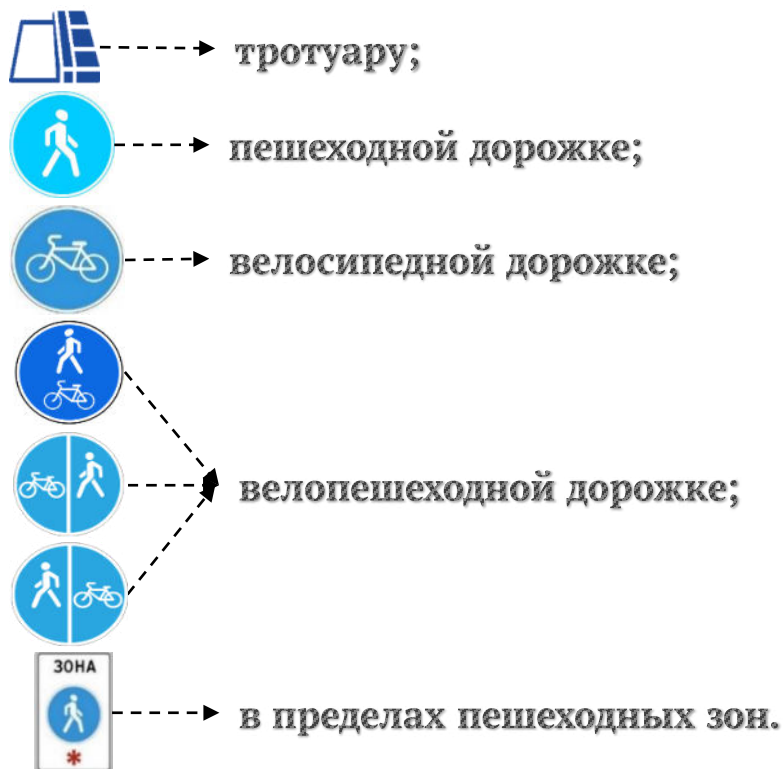 тротуару;
пешеходной дорожке;
велосипедной дорожке;
велопешеходной дорожке;
ЗОНА
*
в пределах пешеходных зон.